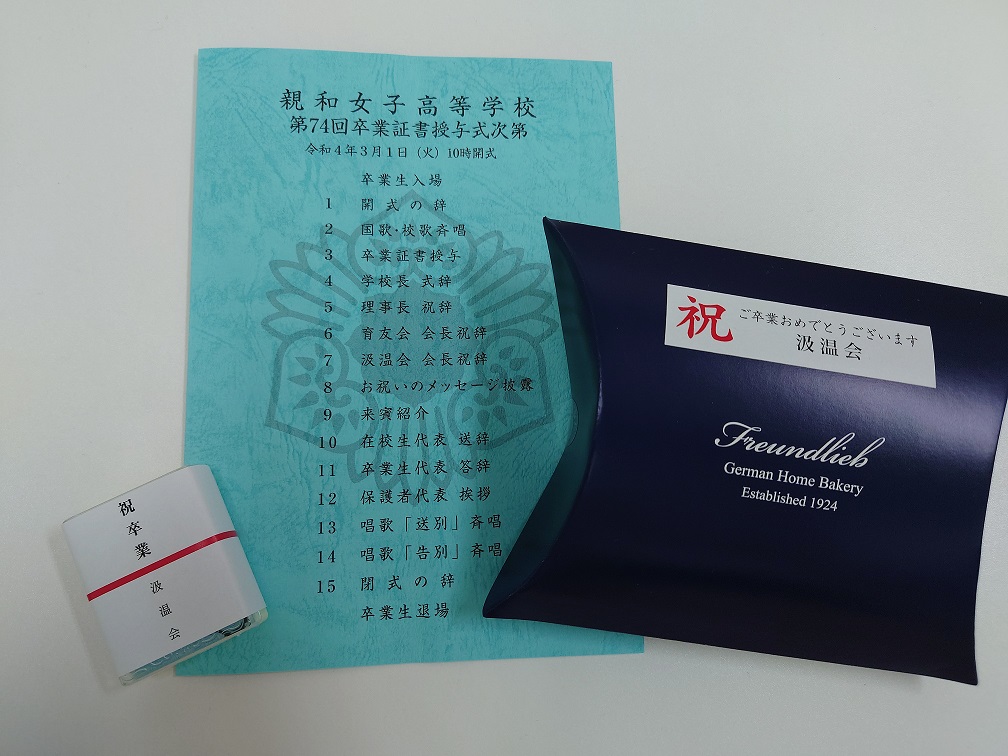 親和女子高等学校
第74回卒業証書授与式次第
令和4年3月1日（火）10時開式
卒業生入場
1 開式の辞
2 国歌・校歌斉唱
3 卒業証書授与
4 学校長 式辞
5 理事長 祝辞
6 育友会 会長祝辞
7 汲温会 会長祝辞
8 お祝いのメッセージ披露
9 来賓紹介
10 在校生代表 送辞
11 卒業生代表 答辞
12 保護者代表 挨拶
13 唱歌「送別」斉唱
14 唱歌「告別」斉唱
15 閉式の辞
卒業生退場
祝 ご卒業おめでとうございます
汲温会
Freundlieb
German Home Bakery
Established 1924
祝卒業
汲温会